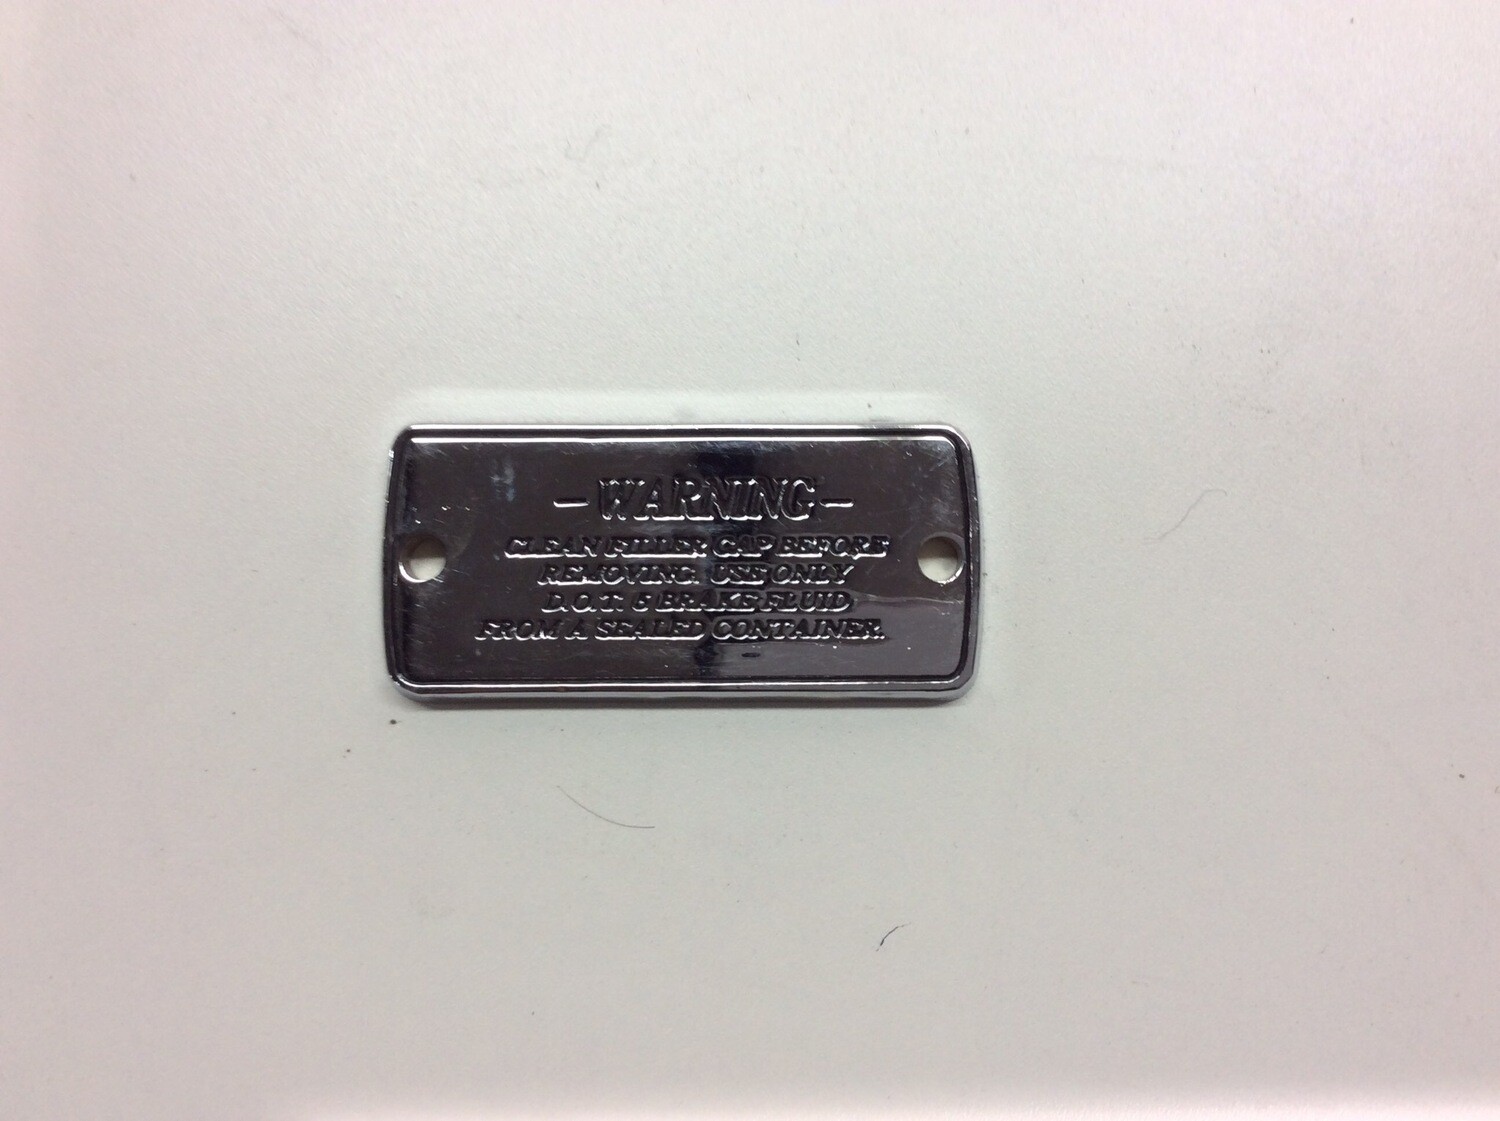 - WARNING -
CLEAN FILLER CAP BEFORE
REMOVING. USE ONLY
D.O.T. 5 BRAKE FLUID
FROM A SEALED CONTAINER.